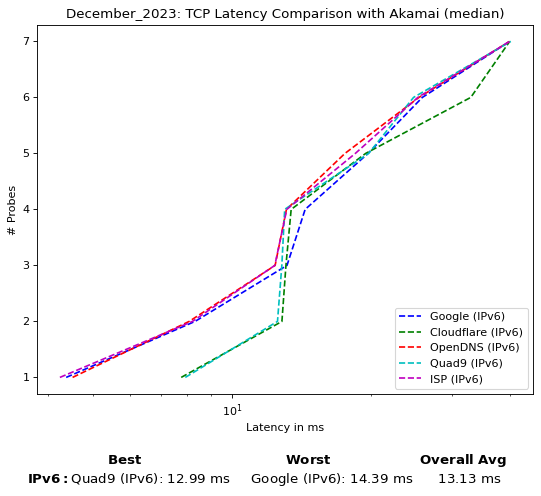 December_2023: TCP Latency Comparison with Akamai (median)
7
6
5
4
3
2
1
# Probes
10¹
Latency in ms
Google (IPv6)
Cloudflare (IPv6)
OpenDNS (IPv6)
Quad9 (IPv6)
ISP (IPv6)
Best Worst Overall Avg
IPv6: Quad9 (IPv6): 12.99 ms Google (IPv6): 14.39 ms 13.13 ms